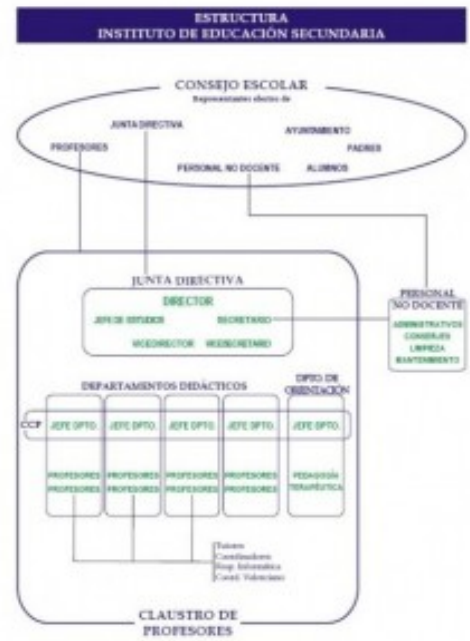 ESTRUCTURA
INSTITUTO DE EDUCACIÓN SECUNDARIA
CONSEJO ESCOLAR
Representantes electos de
JUNTA DIRECTIVA
AYUNTAMIENTO
PROFESORES
PADRES
PERSONAL NO DOCENTE
ALUMNOS
JUNTA DIRECTIVA
DIRECTOR
JEFE DE ESTUDIOS
SECRETARIO
VICEDIRECTOR
VICESECRETARIO
PERSONAL
NO DOCENTE
ADMINISTRATIVOS
CONSERJES
LIMPIEZA
MANTENIMIENTO
DEPARTAMENTOS DIDÁCTICOS
DPTO. DE
ORIENTACIÓN
CCP
JEFE DPTO.
JEFE DPTO.
JEFE DPTO.
JEFE DPTO.
JEFE DPTO.
PROFESORES
PROFESORES
PROFESORES
PROFESORES
PROFESORES
PROFESORES
PROFESORES
PROFESORES
PEDAGOGÍA
TERAPÉUTICA
Tutores
Coordinadores
Resp. Informática
Coord. Valenciano
CLAUSTRO DE
PROFESORES